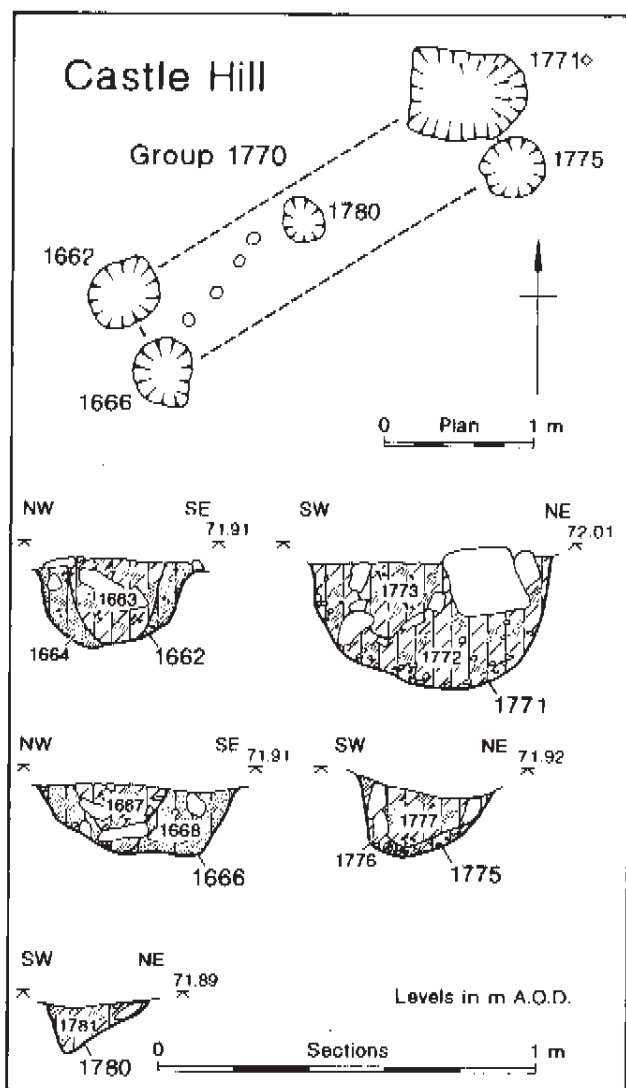 Castle Hill
1771◇
Group 1770
1775
1780
1662
1666
0 Plan 1 m
NW SE
71.91
1663
1664
1662
SW NE
72.01
1773
1772
1771
NW SE
71.91
1667
1668
1666
SW NE
71.92
1777
1776
1775
SW NE
71.89
1781
1780
Levels in m A.O.D.
0 Sections 1 m